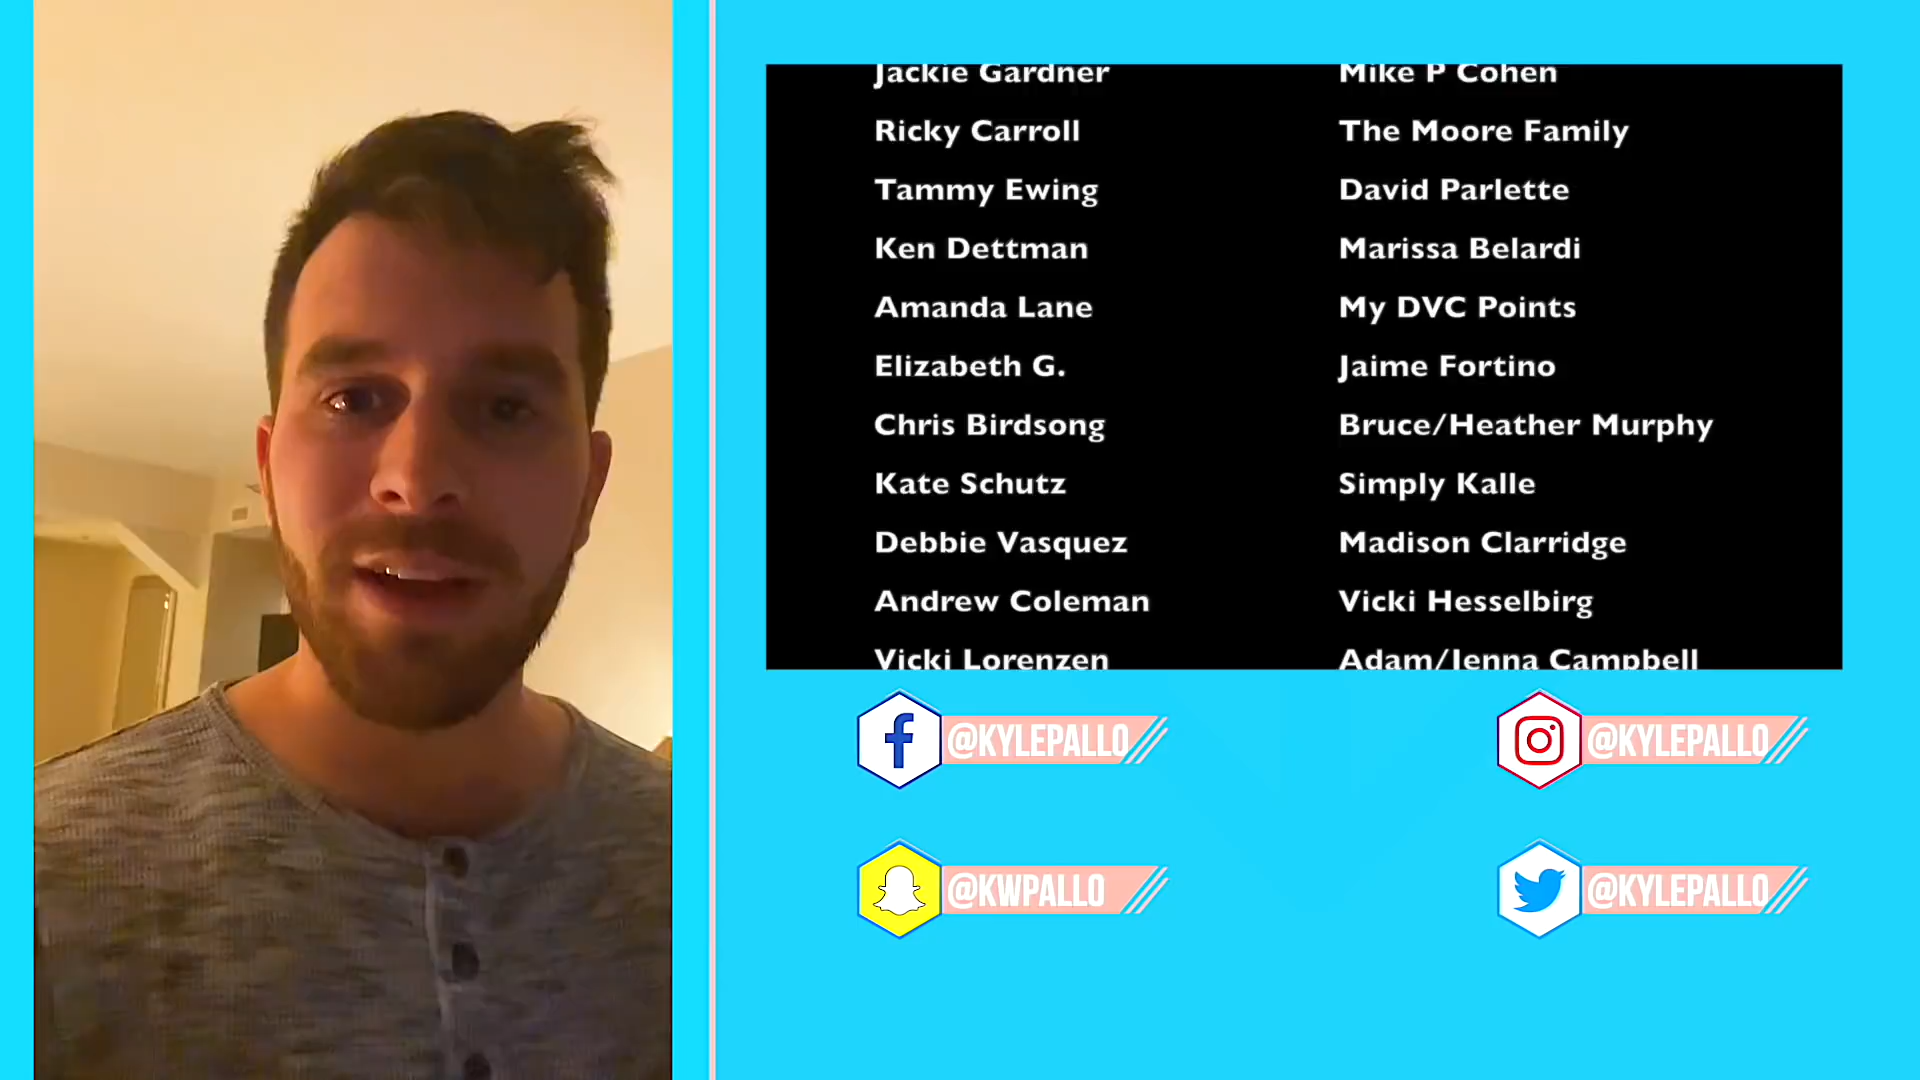 Jackie Gardner
Ricky Carroll
Tammy Ewing
Ken Dettman
Amanda Lane
Elizabeth G.
Chris Birdsong
Kate Schutz
Debbie Vasquez
Andrew Coleman
Vicki Lorenzen
Mike P Cohen
The Moore Family
David Parlette
Marissa Belardi
My DVC Points
Jaime Fortino
Bruce/Heather Murphy
Simply Kalle
Madison Clarridge
Vicki Hesselbirg
Adam/Jenna Campbell
@KYLEPALLO
@KYLEPALLO
@KWPALLO
@KYLEPALLO